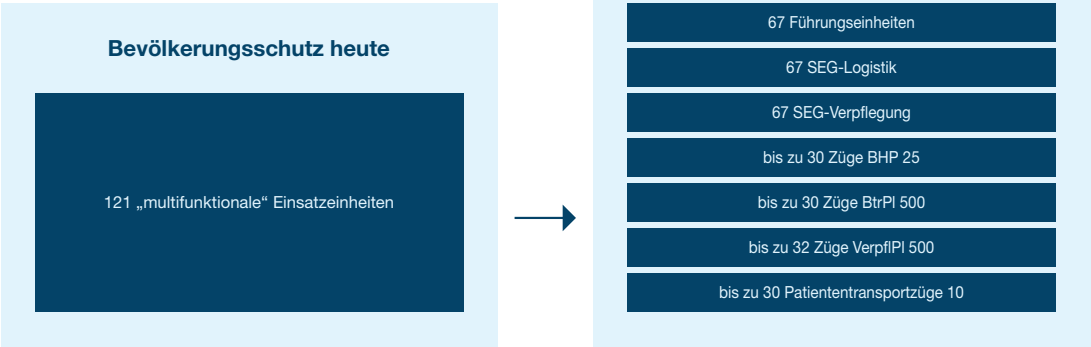 Bevölkerungsschutz heute
121 „multifunktionale“ Einsatzeinheiten
67 Führungseinheiten
67 SEG-Logistik
67 SEG-Verpflegung
bis zu 30 Züge BHP 25
bis zu 30 Züge BtrPl 500
bis zu 32 Züge VerpflPl 500
bis zu 30 Patiententransportzüge 10